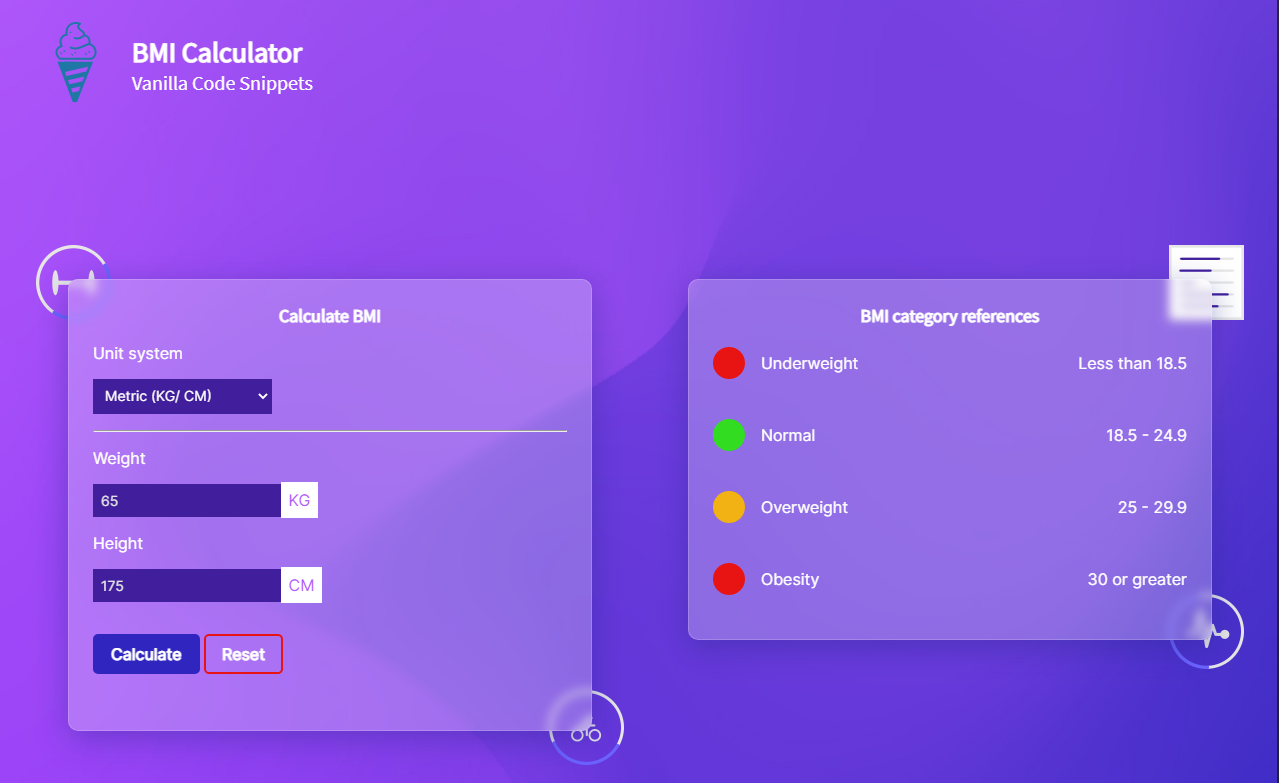 BMI Calculator
Vanilla Code Snippets
Calculate BMI
Unit system
Metric (KG/ CM)
Weight
65 KG
Height
175 CM
Calculate Reset
BMI category references
Underweight Less than 18.5
Normal 18.5 - 24.9
Overweight 25 - 29.9
Obesity 30 or greater